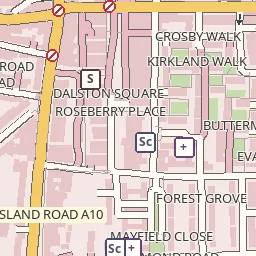 CROSBY WALK
KIRKLAND WALK
ROAD
S
DALSTON SQUARE
ROSEBERRY PLACE
BUTTERM
Sc
+
EVA
FOREST GROVE
SLAND ROAD A10
MAYFIELD CLOSE
Sc
+
MOND ROAD